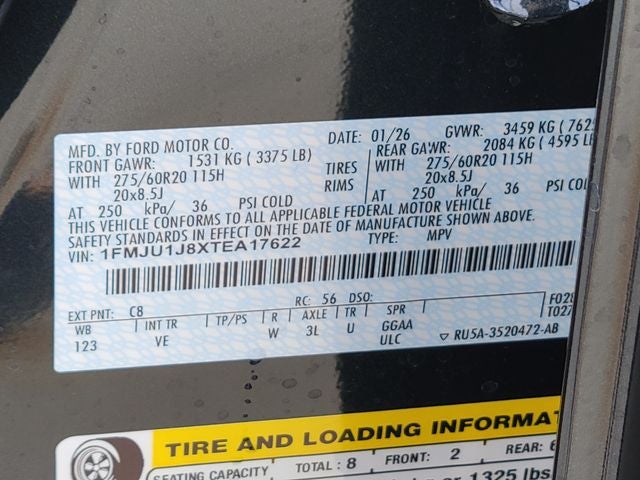 MFD. BY FORD MOTOR CO.
DATE: 01/26 GVWR: 3459 KG (762
FRONT GAWR: 1531 KG (3375 LB)
REAR GAWR: 2084 KG (4595 LB
WITH 275/60R20 115H TIRES WITH 275/60R20 115H
20x8.5J RIMS 20x8.5J
AT 250 kPa/ 36 PSI COLD AT 250 kPa/ 36 PSI COL
THIS VEHICLE CONFORMS TO ALL APPLICABLE FEDERAL MOTOR VEHICLE
SAFETY STANDARDS IN EFFECT ON THE DATE OF MANUFACTURE SHOWN ABOVE.
VIN: 1FMJU1J8XTEA17622 TYPE: MPV
EXT PNT: C8 RC: 56 DSO: F028
T027
WB INT TR TP/PS R AXLE TR SPR
123 VE W 3L U GGAA
ULC
▽ RU5A-3520472-AB
TIRE AND LOADING INFORMAT
SEATING CAPACITY TOTAL: 8 FRONT: 2 REAR: 6
or 1325 lbs